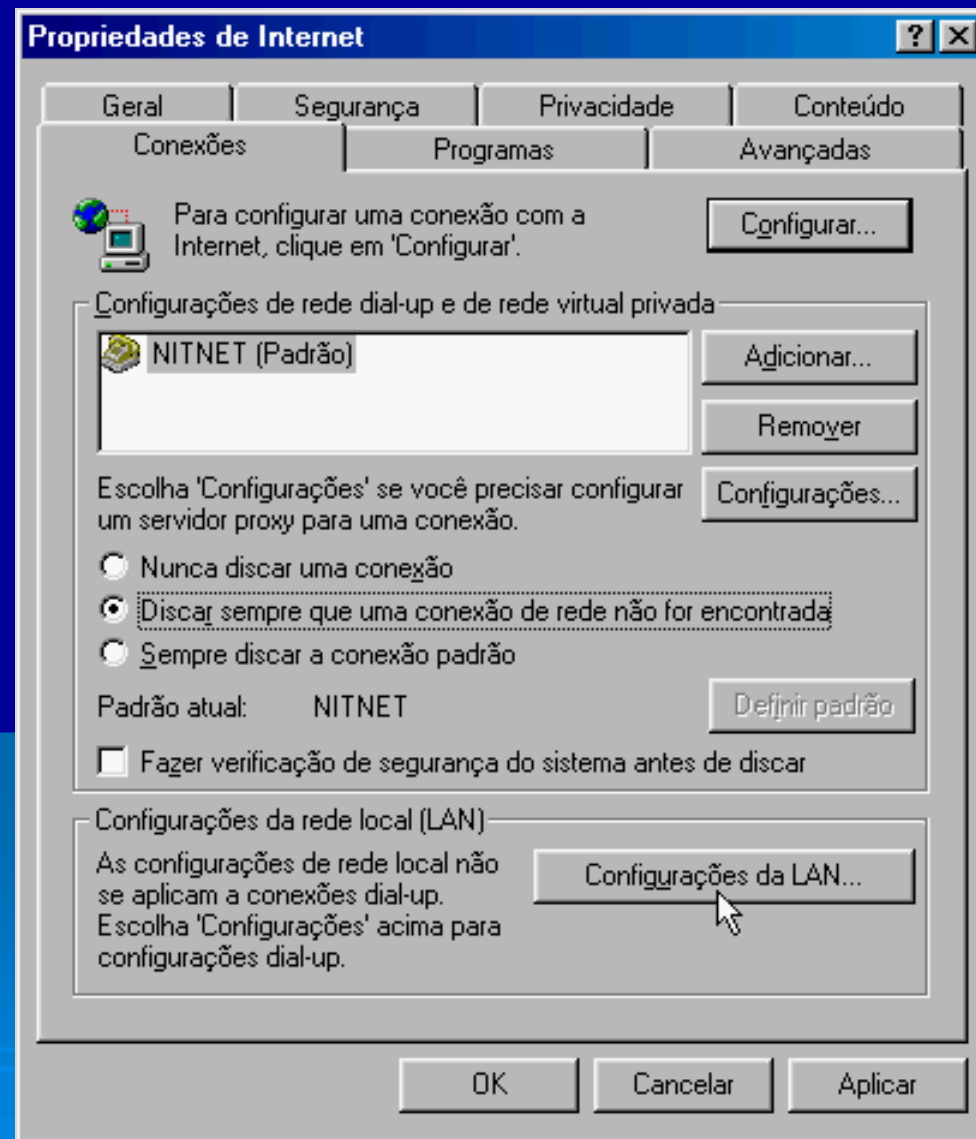 Propriedades de Internet
Geral
Segurança
Privacidade
Conteúdo
Conexões
Programas
Avançadas
Para configurar uma conexão com a
Internet, clique em 'Configurar'.
Configurar...
Configurações de rede dial-up e de rede virtual privada
NITNET (Padrão)
Adicionar...
Remover
Escolha 'Configurações' se você precisar configurar
um servidor proxy para uma conexão.
Configurações...
Nunca discar uma conexão
Discar sempre que uma conexão de rede não for encontrada
Sempre discar a conexão padrão
Padrão atual: NITNET
Definir padrão
Fazer verificação de segurança do sistema antes de discar
Configurações da rede local (LAN)
As configurações de rede local não
se aplicam a conexões dial-up.
Escolha 'Configurações' acima para
configurações dial-up.
Configurações da LAN...
OK
Cancelar
Aplicar